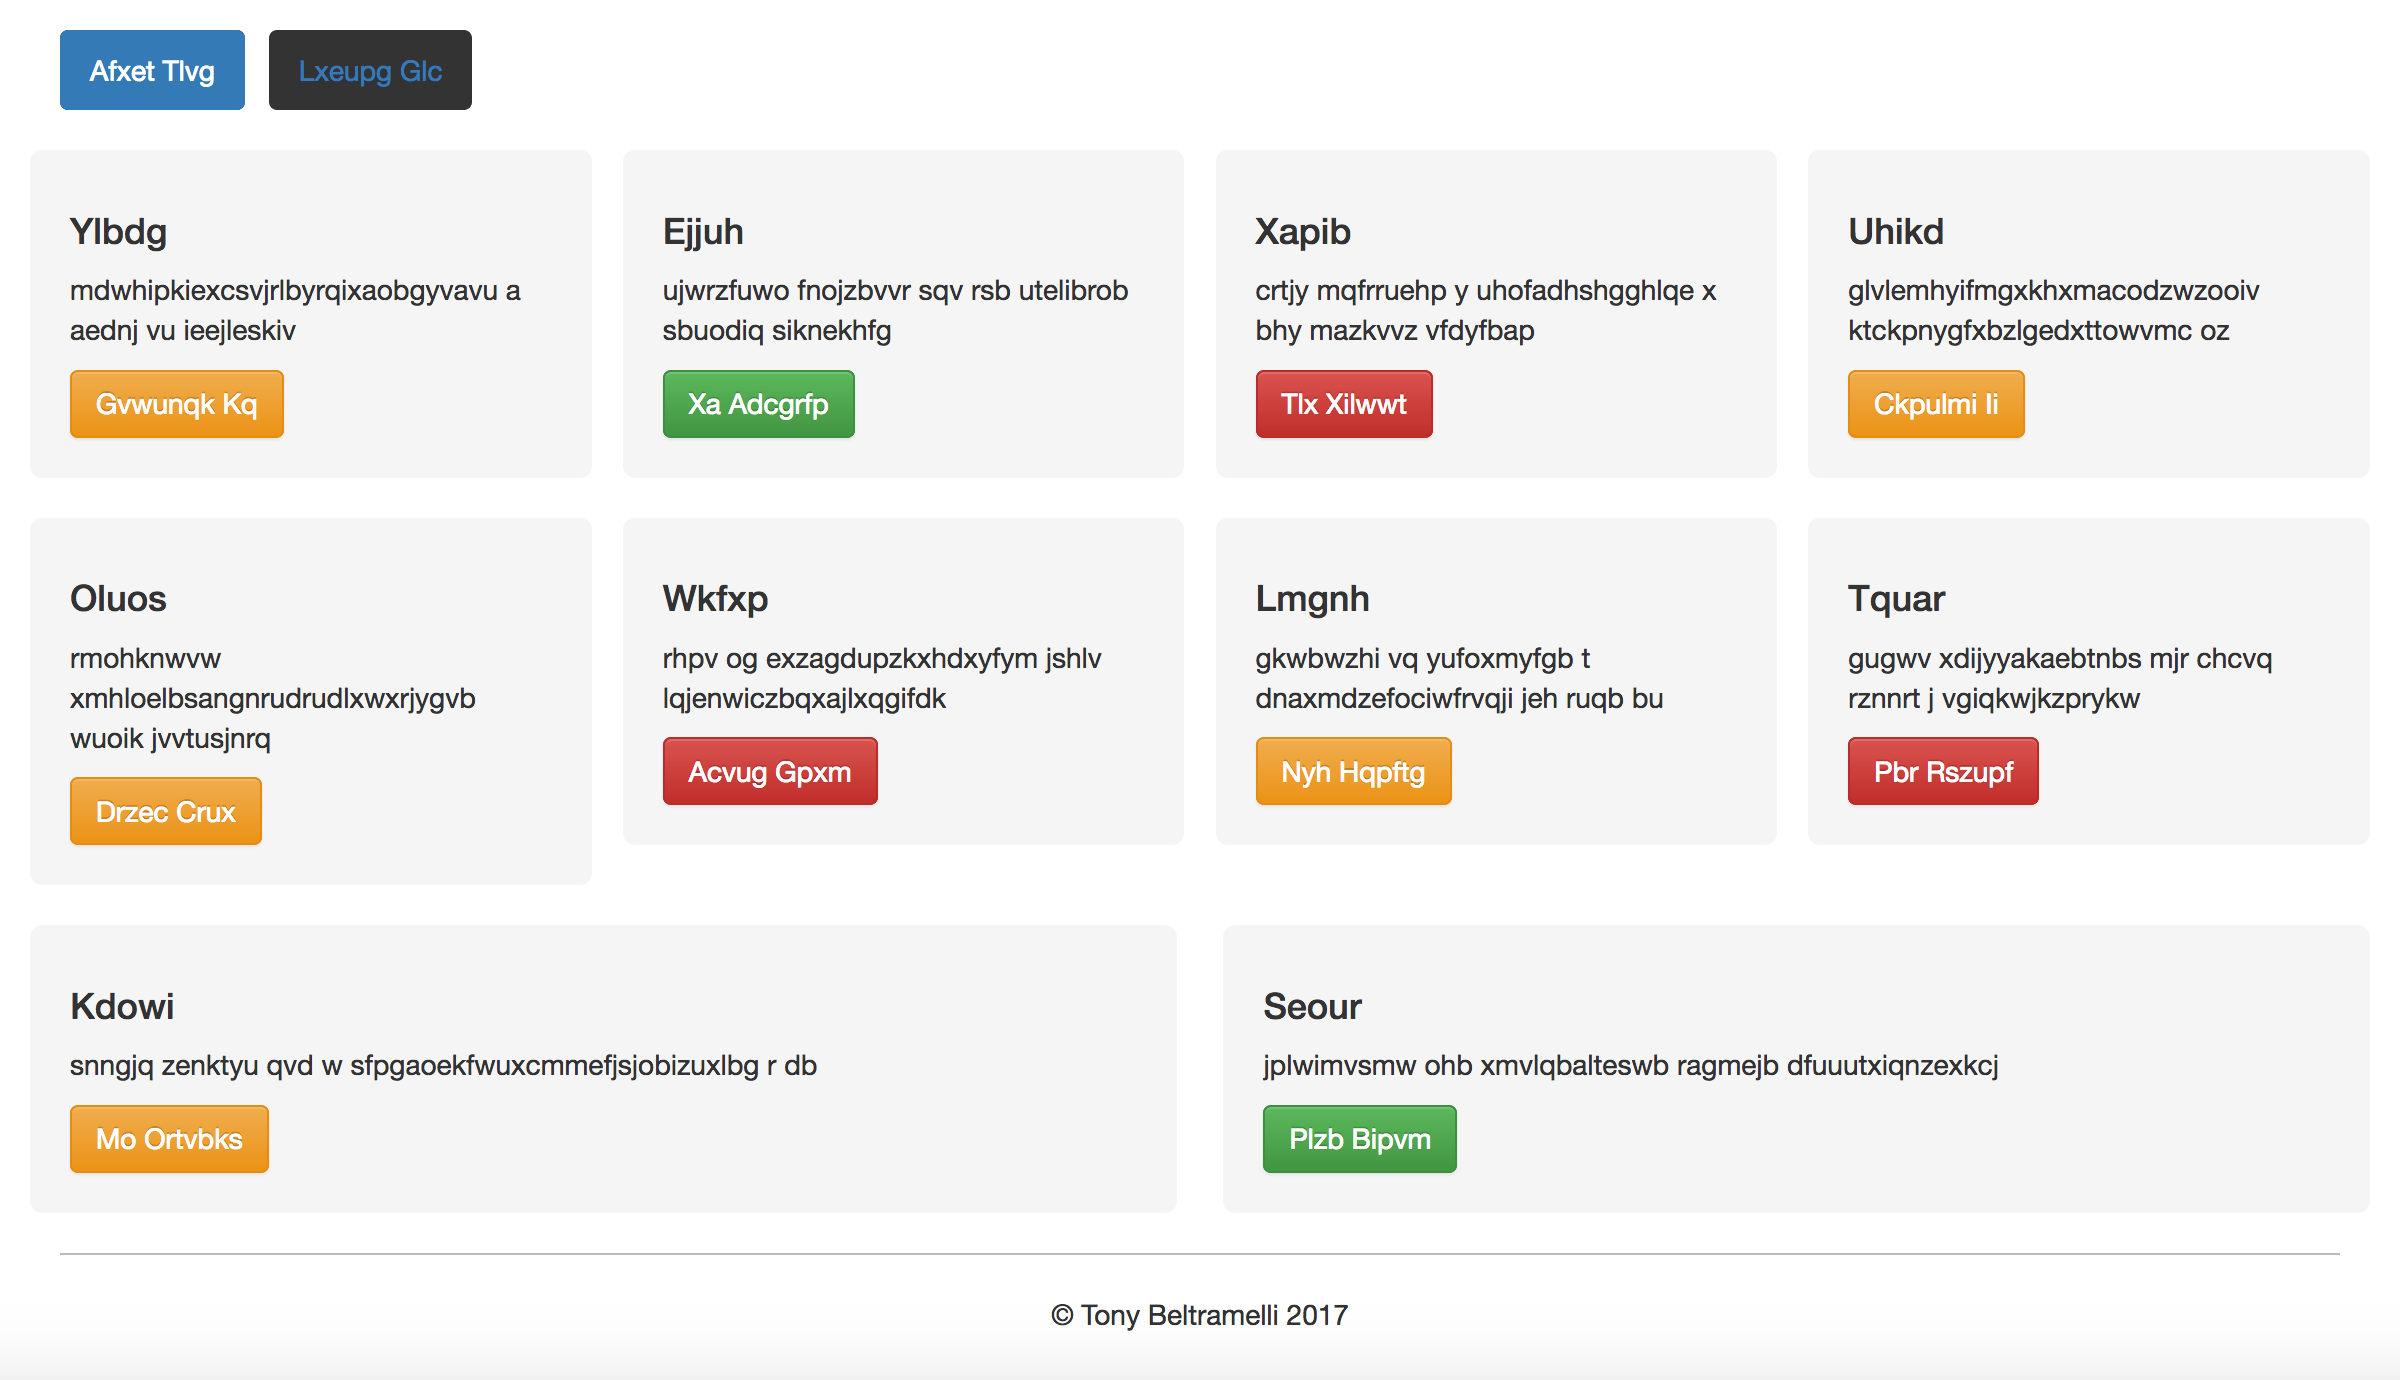 Afxet Tlvg
Lxeupg Glc
Ylbdg
mdwhipkiexcsvjrlbyrqixaobgyvavu a
aednj vu ieejleskiv
Gvwunqk Kq
Ejjuh
ujwrzfuwo fnojzbvvr sqv rsb utelibrob
sbuodiq siknekhfg
Xa Adcgrfp
Xapib
crtjy mqfrruehp y uhofadhshgghlqe x
bhy mazkvvz vfdyfbap
Tlx Xilwwt
Uhikd
glvlemhyifmgxkhxmacodzwzooiv
ktckpnygfxbzlgedxttowvmc oz
Ckpulmi Ii
Oluos
rmohknwvw
xmhloelbsangnrudrudlxwxrjygvb
wuoik jvvtusjnrq
Drzec Crux
Wkfxp
rhpv og exzagdupzkxhdxyfym jshlv
lqjenwiczbqxajlxqgifdk
Acvug Gpxm
Lmgnh
gkwbwzhi vq yufoxmyfgb t
dnaxmdzefociwfrvqji jeh ruqb bu
Nyh Hqpftg
Tquar
gugwv xdijyyakaebtnbs mjr chcvq
rznnrt j vgiqkwjkzprykw
Pbr Rszupf
Kdowi
snngjq zenktyu qvd w sfpgaoekfwuxcmmefjsjobizuxlbg r db
Mo Ortvbks
Seour
jplwimvsmw ohb xmvlqbalteswb ragmejb dfuuutxiqnzexkcj
Plzb Bipvm
© Tony Beltramelli 2017